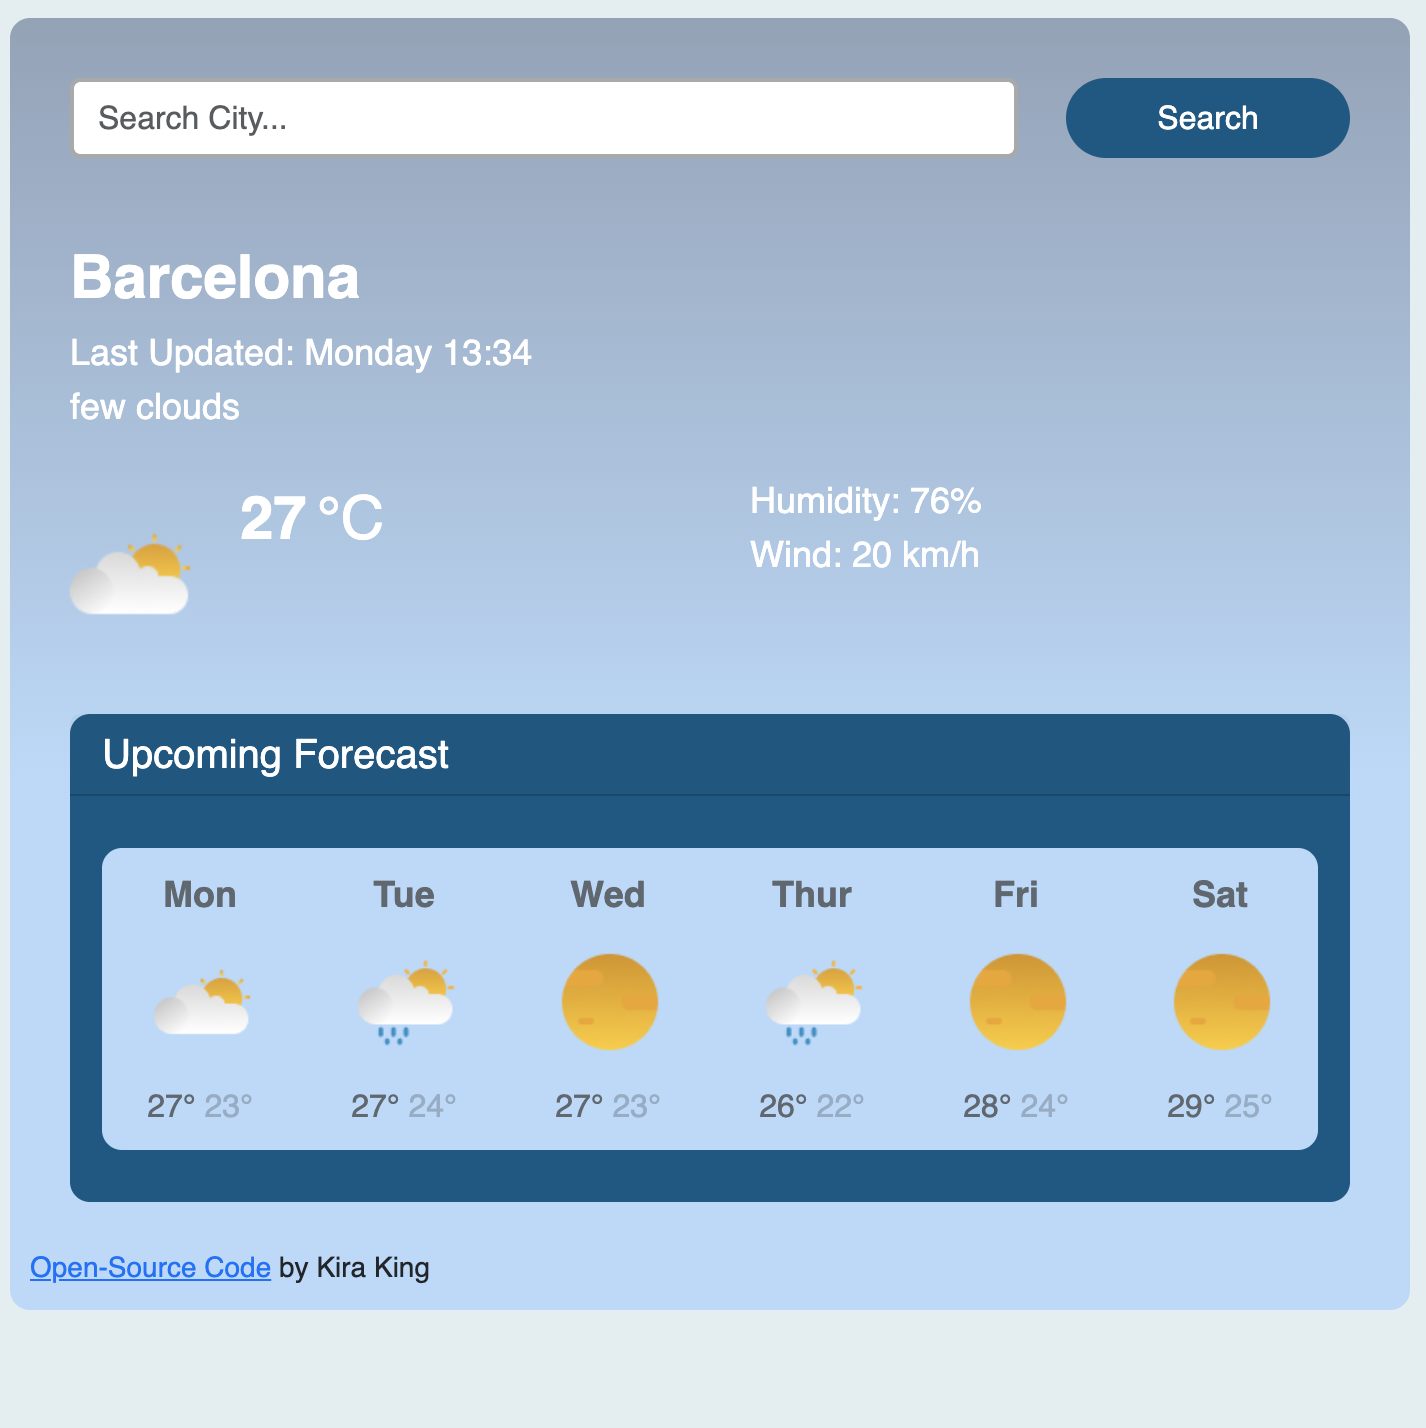 Search City...
Search
Barcelona
Last Updated: Monday 13:34
few clouds
27 °C
Humidity: 76%
Wind: 20 km/h
Upcoming Forecast
Mon Tue Wed Thur Fri Sat
27° 23° 27° 24° 27° 23° 26° 22° 28° 24° 29° 25°
Open-Source Code by Kira King